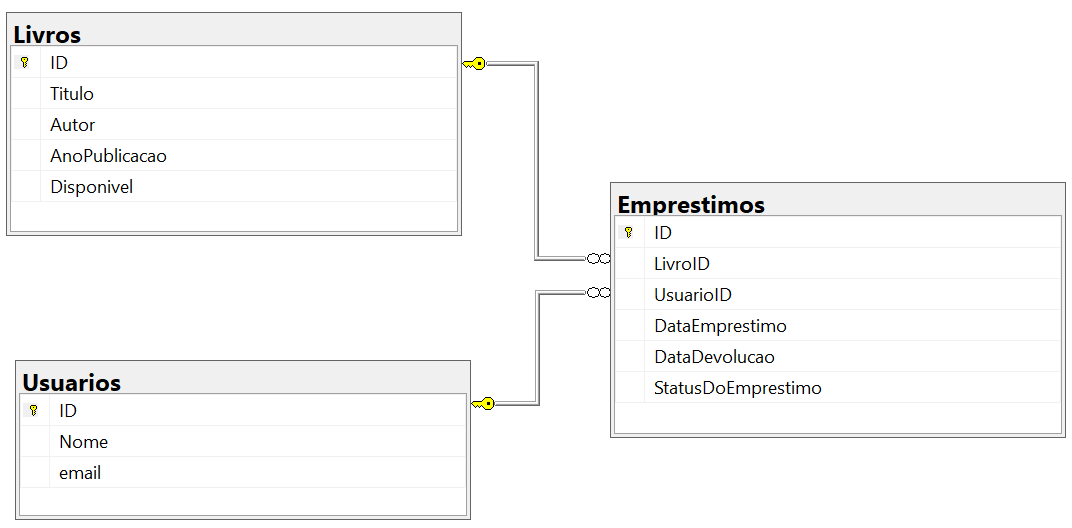 Livros
ID
Titulo
Autor
AnoPublicacao
Disponivel
Emprestimos
ID
LivroID
UsuarioID
DataEmprestimo
DataDevolucao
StatusDoEmprestimo
Usuarios
ID
Nome
email